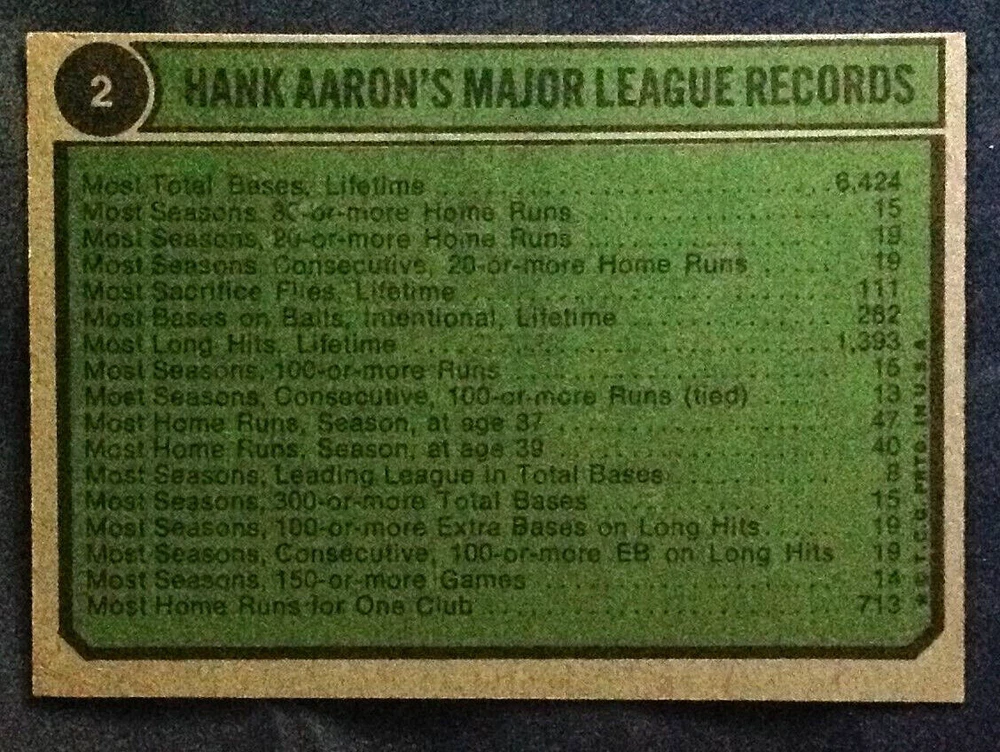 2
HANK AARON'S MAJOR LEAGUE RECORDS
Most Total Bases, Lifetime .......... 6,424
Most Seasons, 30-or-more Home Runs .......... 15
Most Seasons, 20-or-more Home Runs .......... 19
Most Seasons Consecutive, 20-or-more Home Runs ..... 19
Most Sacrifice Flies, Lifetime .......... 111
Most Bases on Balls, Intentional, Lifetime .......... 282
Most Long Hits, Lifetime .......... 1,393
Most Seasons, 100-or-more Runs .......... 15
Most Seasons, Consecutive, 100-or-more Runs (tied) ..... 13
Most Home Runs, Season, at age 37 .......... 47
Most Home Runs, Season, at age 39 .......... 40
Most Seasons, Leading League in Total Bases .......... 8
Most Seasons, 300-or-more Total Bases .......... 15
Most Seasons, 100-or-more Extra Bases on Long Hits .... 19
Most Seasons, Consecutive, 100-or-more EB on Long Hits 19
Most Seasons, 150-or-more Games .......... 14
Most Home Runs for One Club .......... 713
* © T.C.G. PRTD. IN U.S.A.